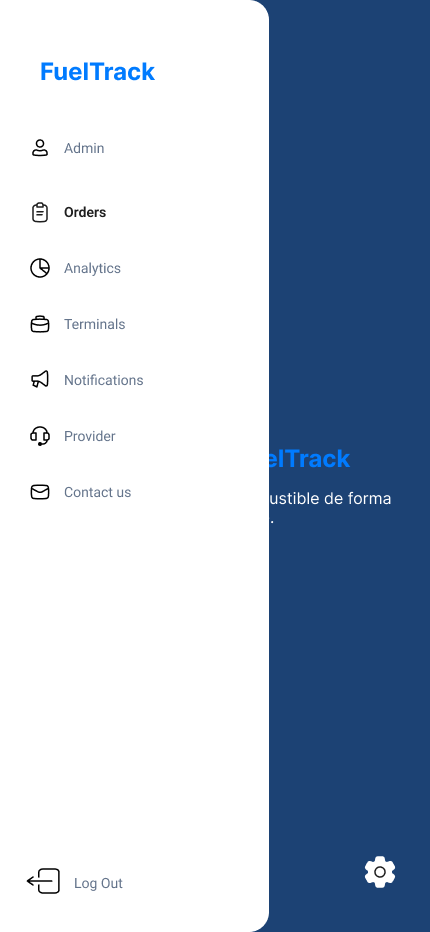 FuelTrack
Admin
Orders
Analytics
Terminals
Notifications
Provider
elTrack
Contact us
ustible de forma
.
Log Out